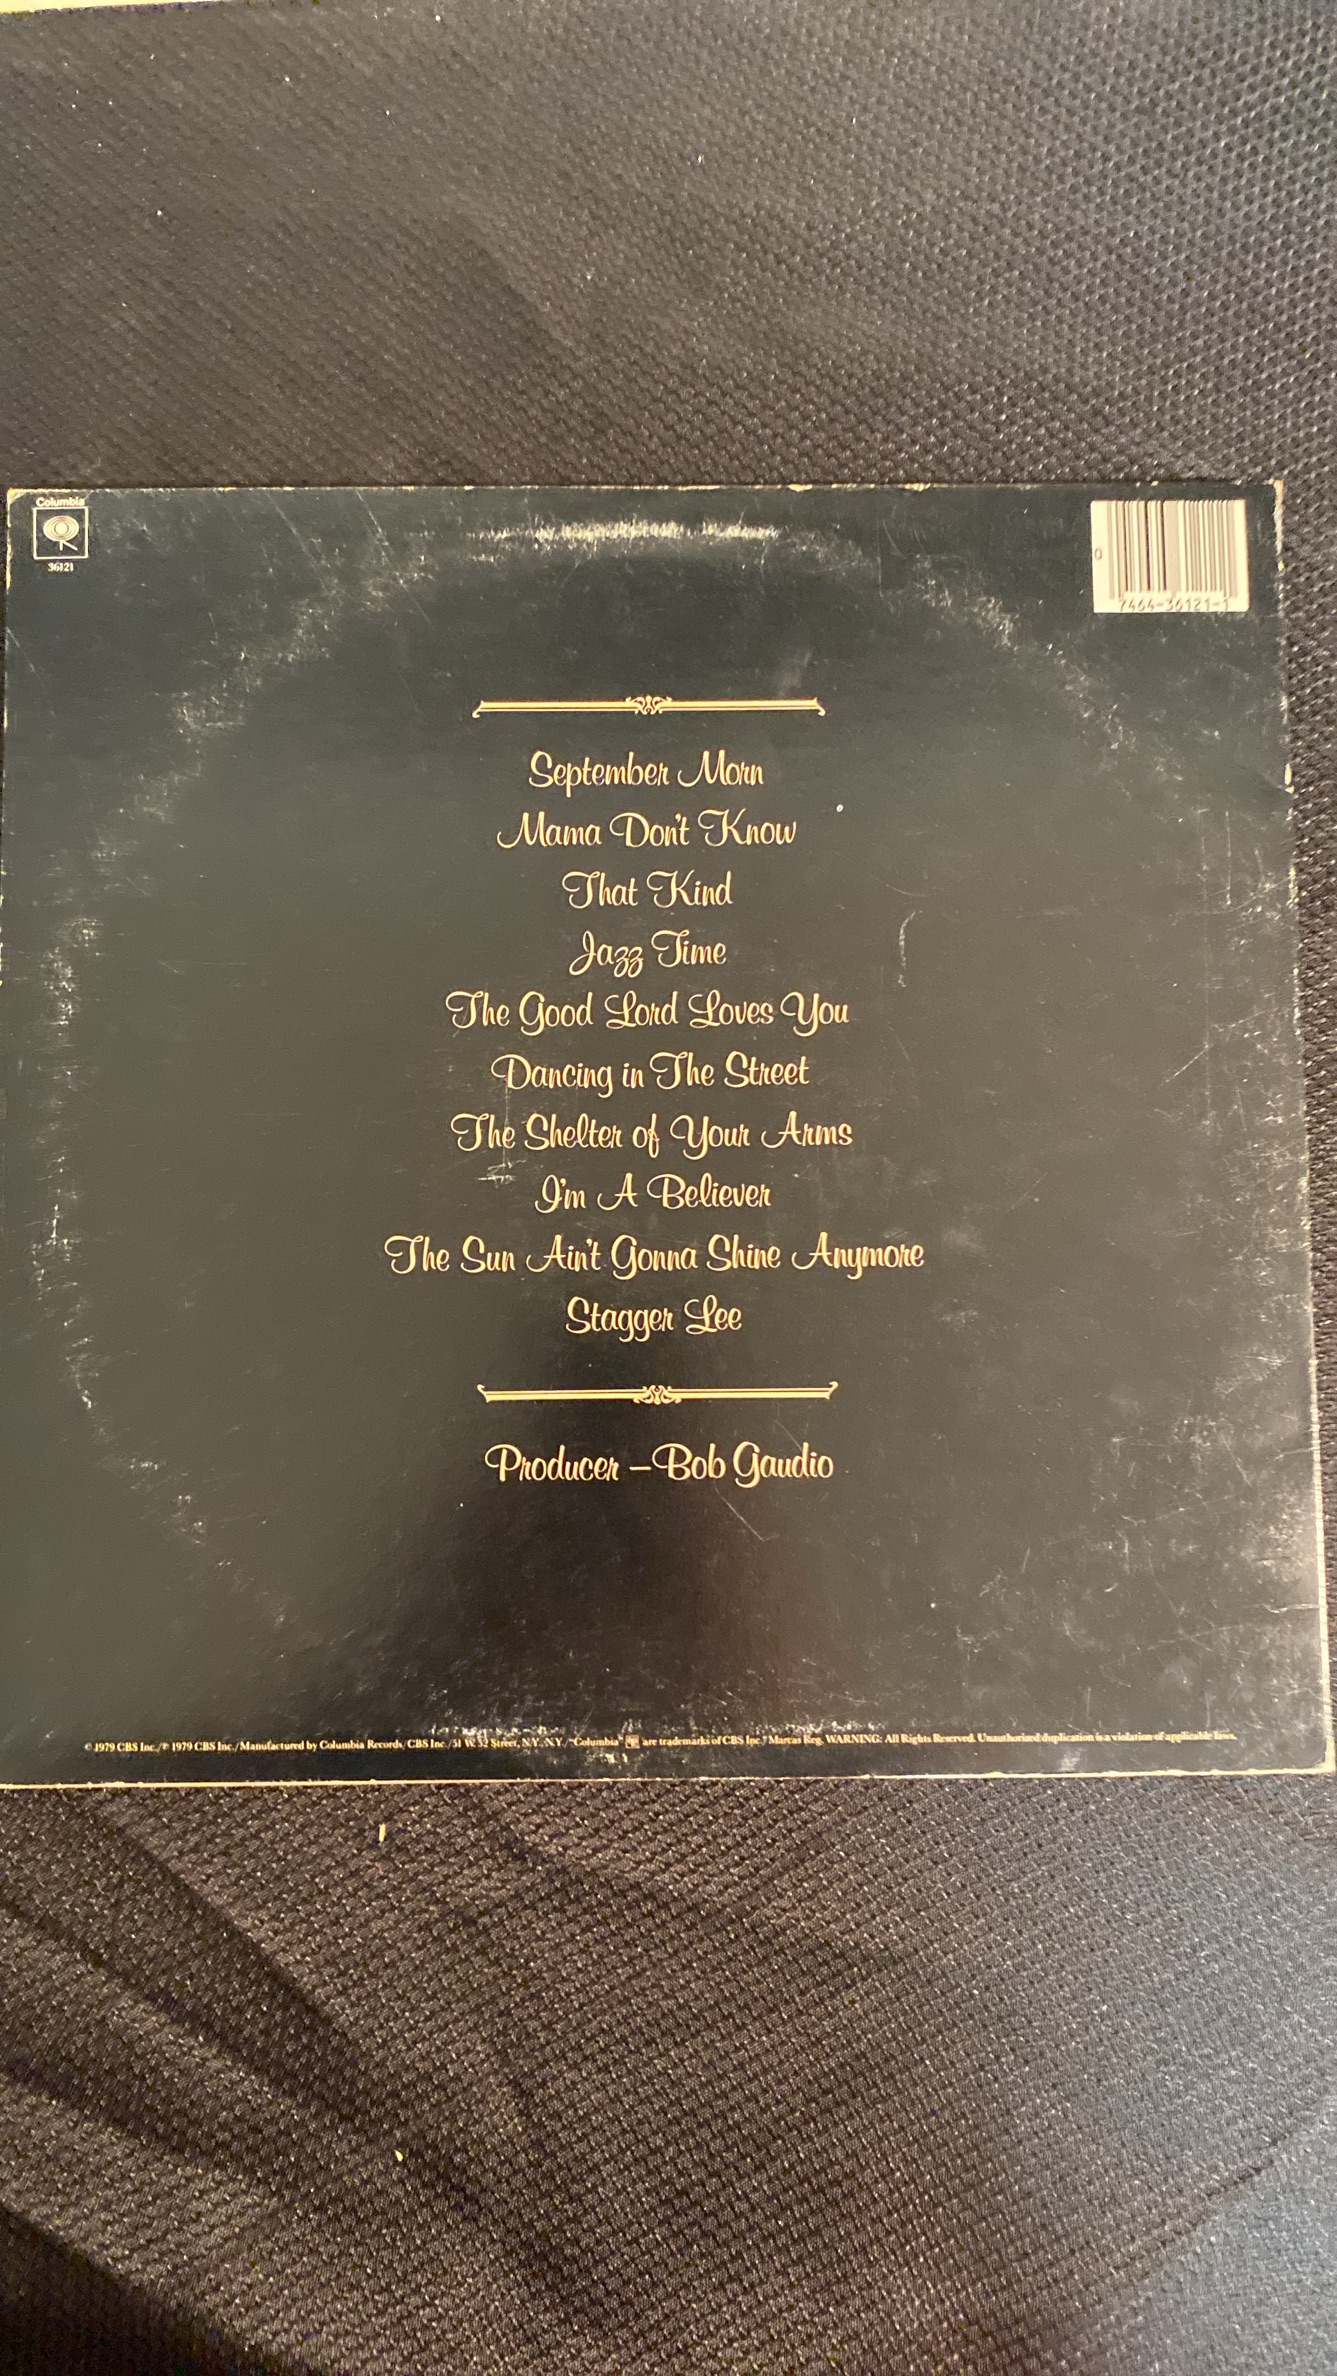 Columbia
36121
0
7464-36121-1
September Morn
Mama Don't Know
That Kind
Jazz Time
The Good Lord Loves You
Dancing in The Street
The Shelter of Your Arms
I'm A Believer
The Sun Ain't Gonna Shine Anymore
Stagger Lee
Producer – Bob Gaudio
© 1979 CBS Inc./℗ 1979 CBS Inc./Manufactured by Columbia Records/CBS Inc./51 W. 52 Street, N.Y., N.Y./"Columbia" are trademarks of CBS Inc./Marcas Reg. WARNING: All Rights Reserved. Unauthorized duplication is a violation of applicable laws.